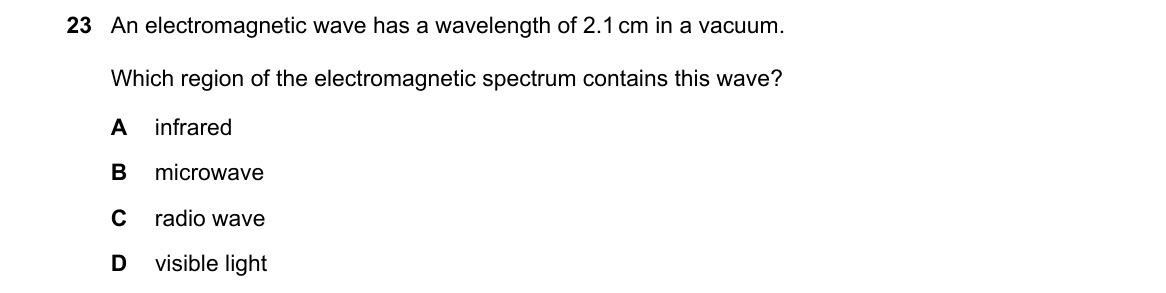 23 An electromagnetic wave has a wavelength of 2.1 cm in a vacuum.
Which region of the electromagnetic spectrum contains this wave?
A infrared
B microwave
C radio wave
D visible light